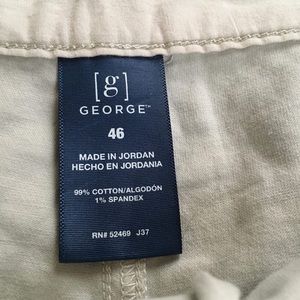 [g]
GEORGE™
46
MADE IN JORDAN
HECHO EN JORDANIA
99% COTTON/ALGODÓN
1% SPANDEX
RN# 52469 J37